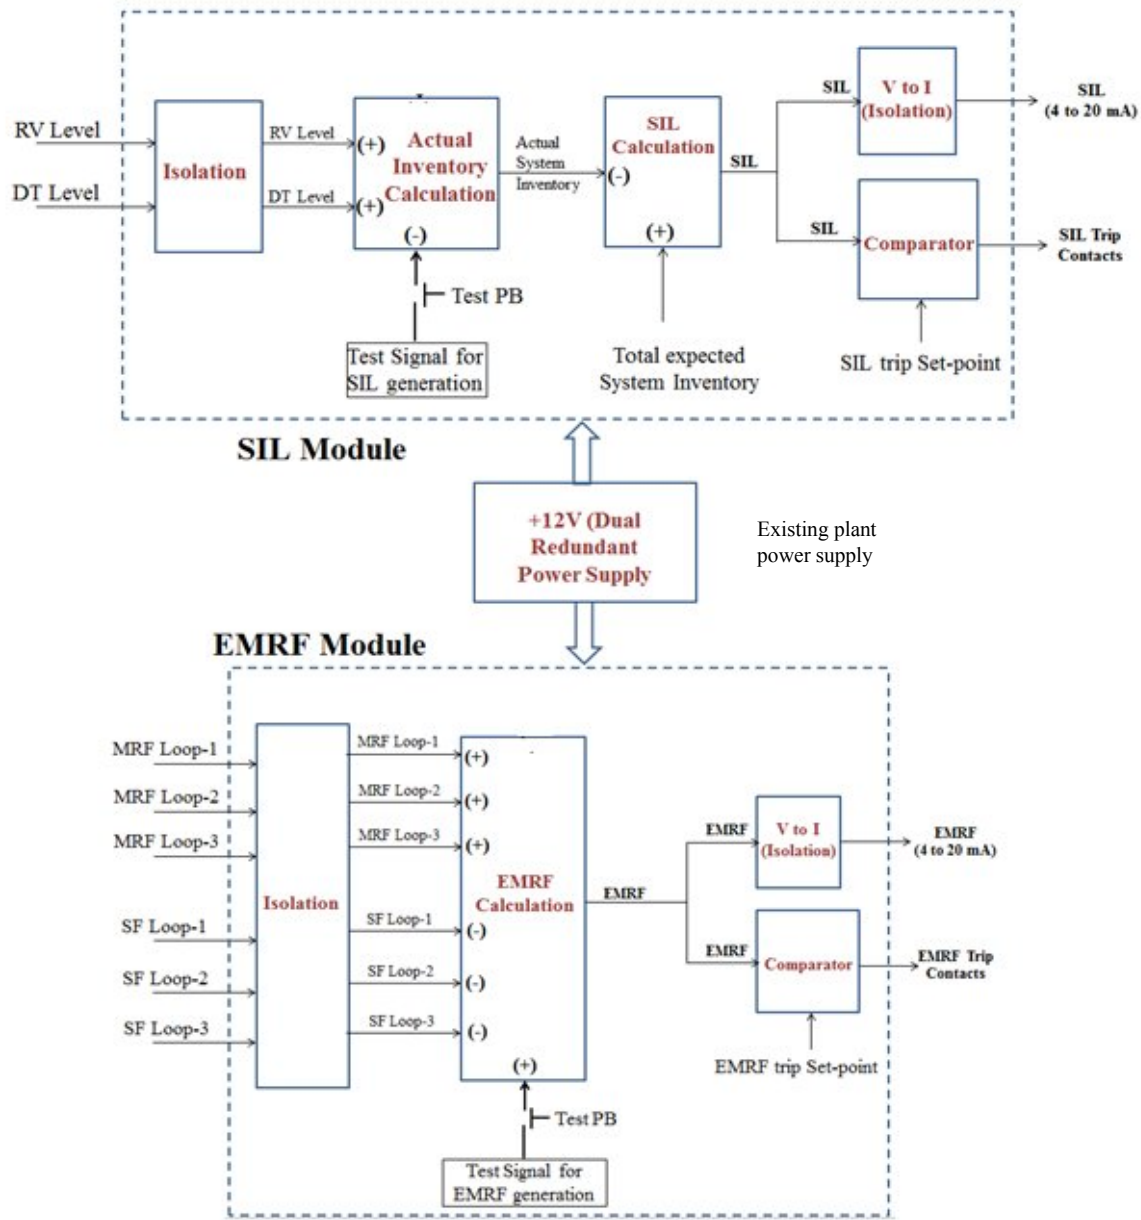 RV Level
DT Level
Isolation
RV Level
DT Level
(+)
(+)
Actual
Inventory
Calculation
(-)
Test PB
Test Signal for
SIL generation
Actual
System
Inventory
SIL
Calculation
(-)
(+)
Total expected
System Inventory
SIL
SIL
V to I
(Isolation)
SIL
(4 to 20 mA)
SIL
Comparator
SIL Trip
Contacts
SIL trip Set-point
SIL Module
+12V (Dual
Redundant
Power Supply
Existing plant
power supply
EMRF Module
MRF Loop-1
MRF Loop-2
MRF Loop-3
SF Loop-1
SF Loop-2
SF Loop-3
Isolation
MRF Loop-1
MRF Loop-2
MRF Loop-3
SF Loop-1
SF Loop-2
SF Loop-3
(+)
(+)
(+)
EMRF
Calculation
(-)
(-)
(-)
(+)
Test PB
Test Signal for
EMRF generation
EMRF
EMRF
V to I
(Isolation)
EMRF
(4 to 20 mA)
EMRF
Comparator
EMRF Trip
Contacts
EMRF trip Set-point